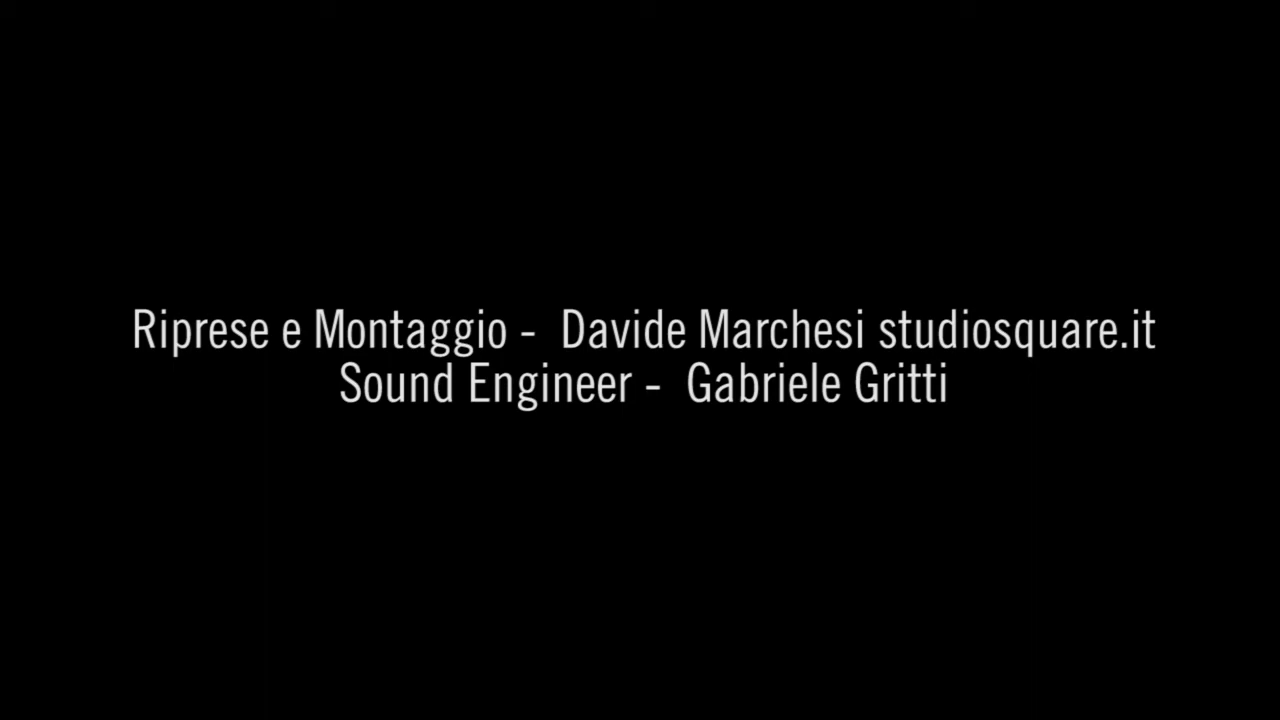 Riprese e Montaggio -  Davide Marchesi studiosquare.it
Sound Engineer -  Gabriele Gritti